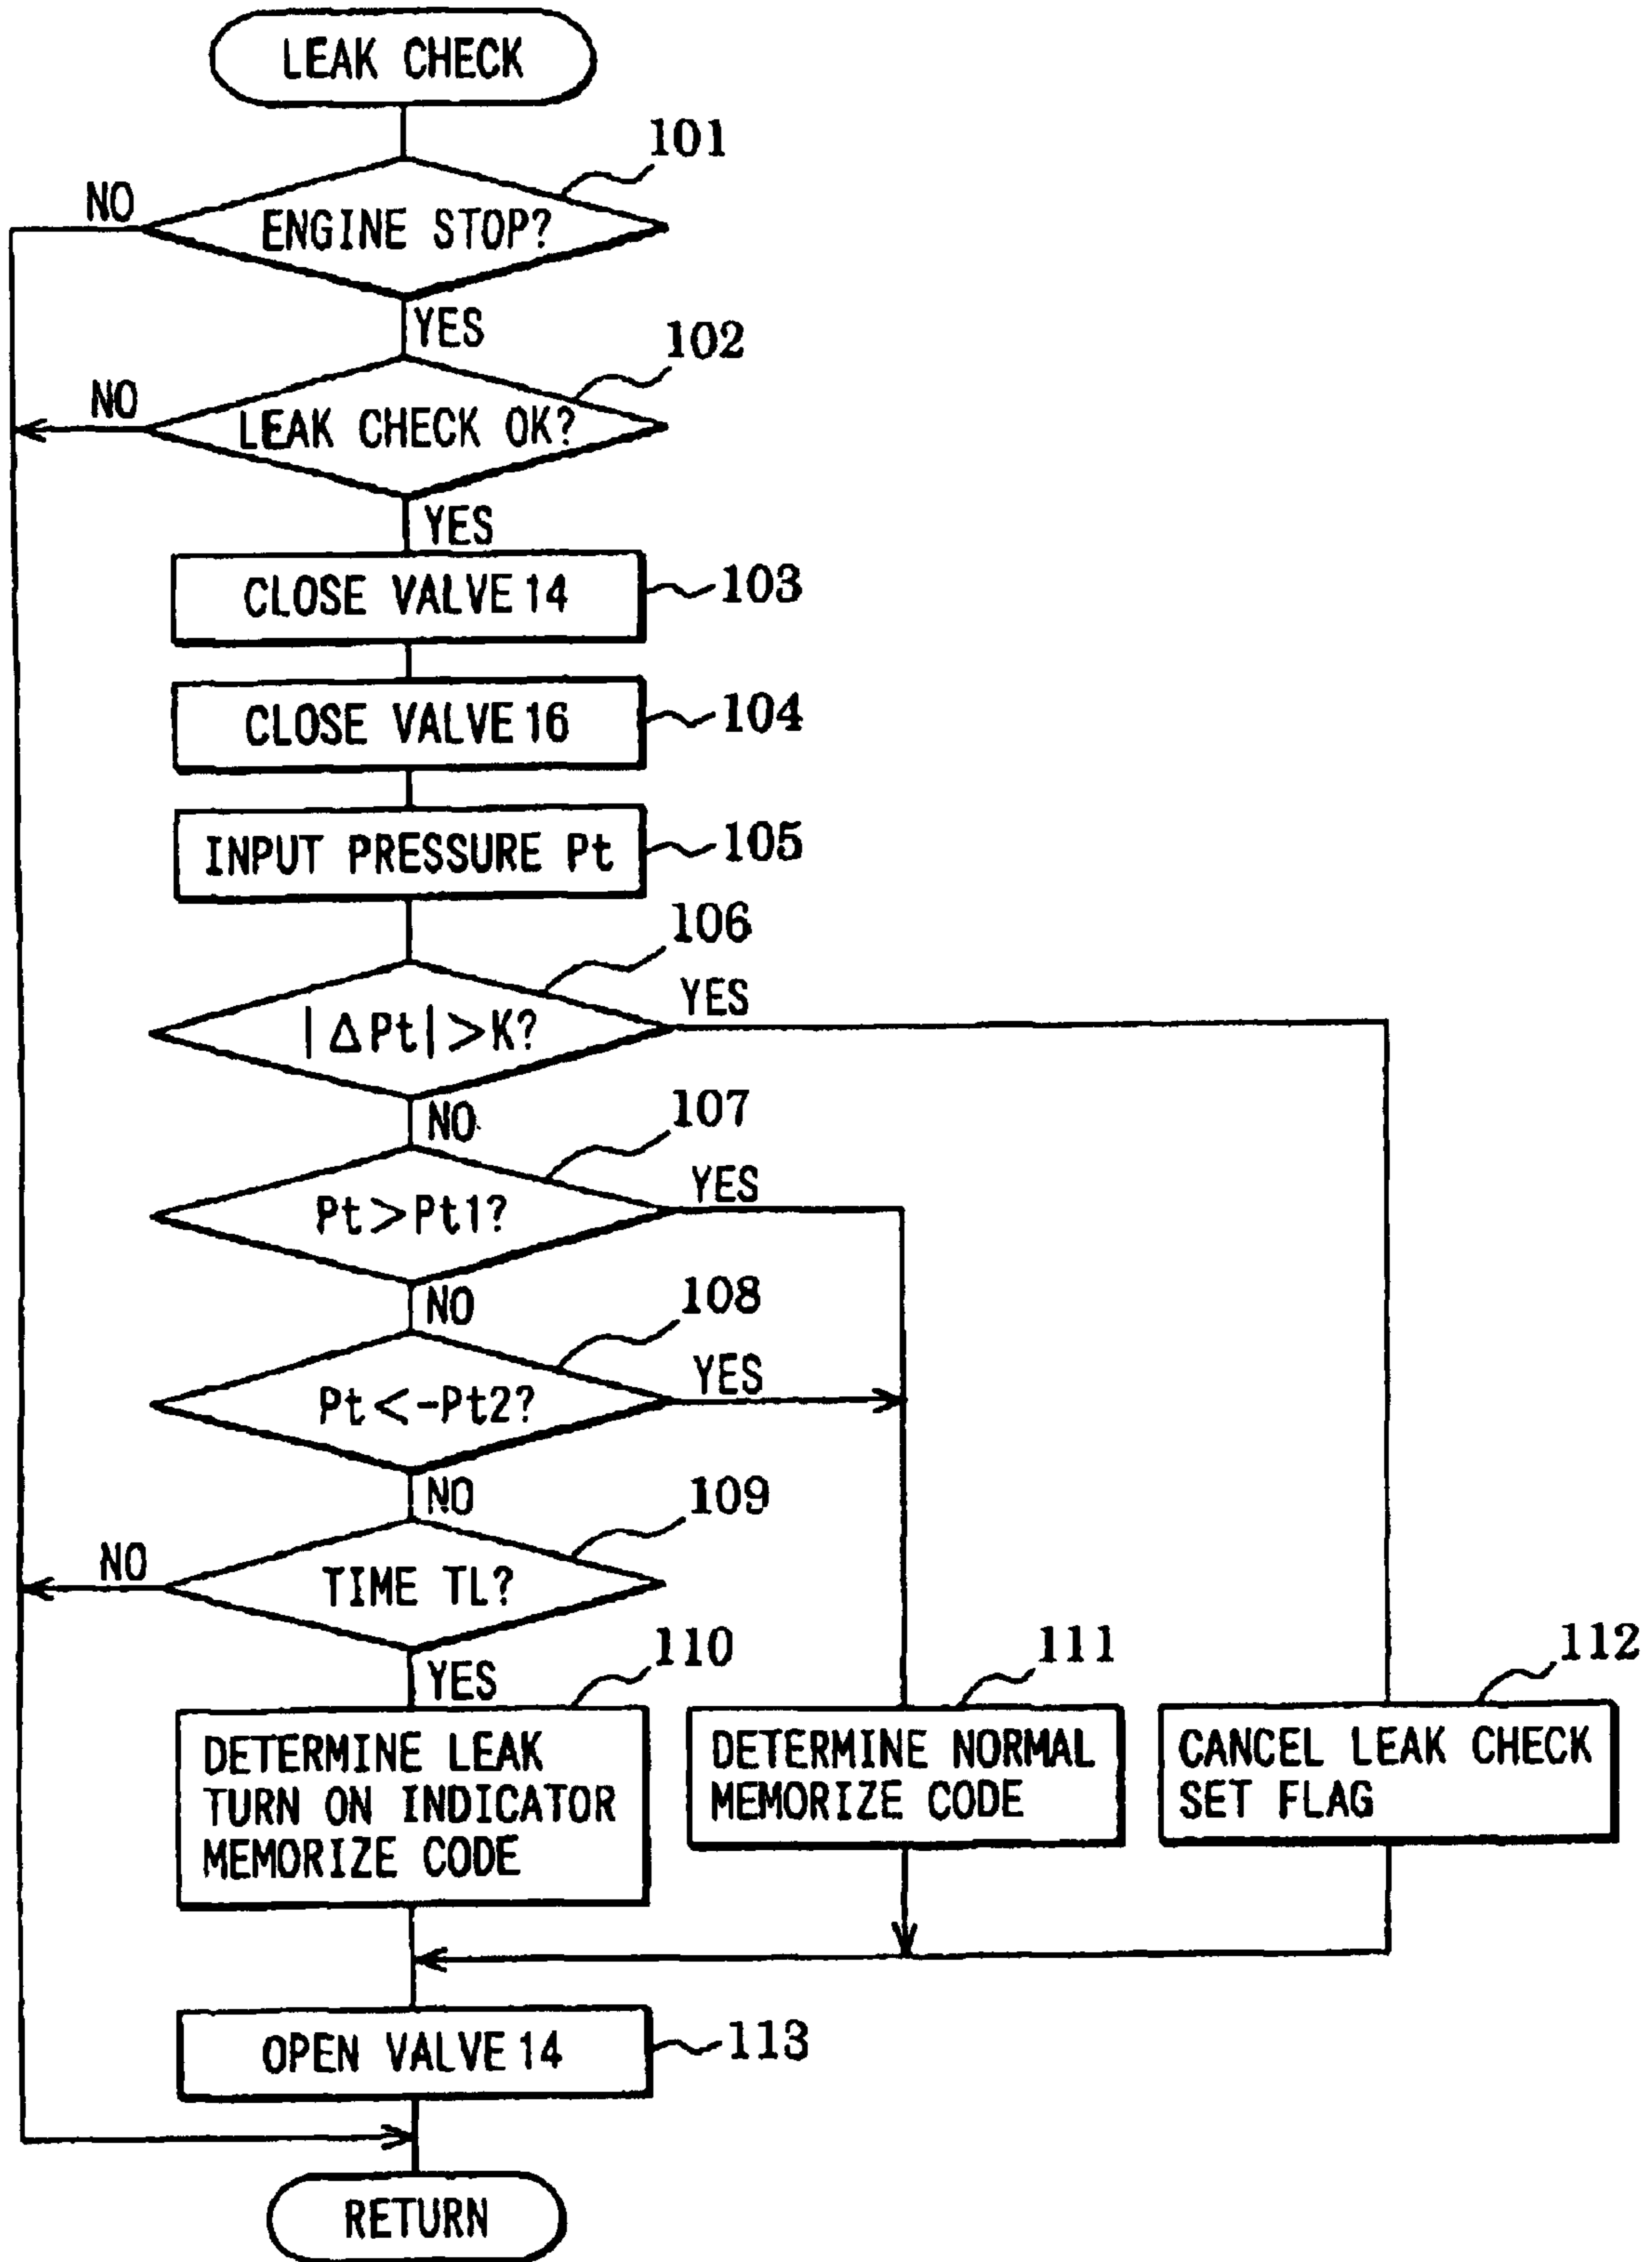 LEAK CHECK
101
NO
ENGINE STOP?
YES
102
NO
LEAK CHECK OK?
YES
CLOSE VALVE 14
103
CLOSE VALVE 16
104
INPUT PRESSURE Pt
105
106
YES
|ΔPt|>K?
NO
107
YES
Pt>Pt1?
NO
108
YES
Pt<-Pt2?
NO
109
NO
TIME TL?
YES
110
111
112
DETERMINE LEAK
TURN ON INDICATOR
MEMORIZE CODE
DETERMINE NORMAL
MEMORIZE CODE
CANCEL LEAK CHECK
SET FLAG
OPEN VALVE 14
113
RETURN